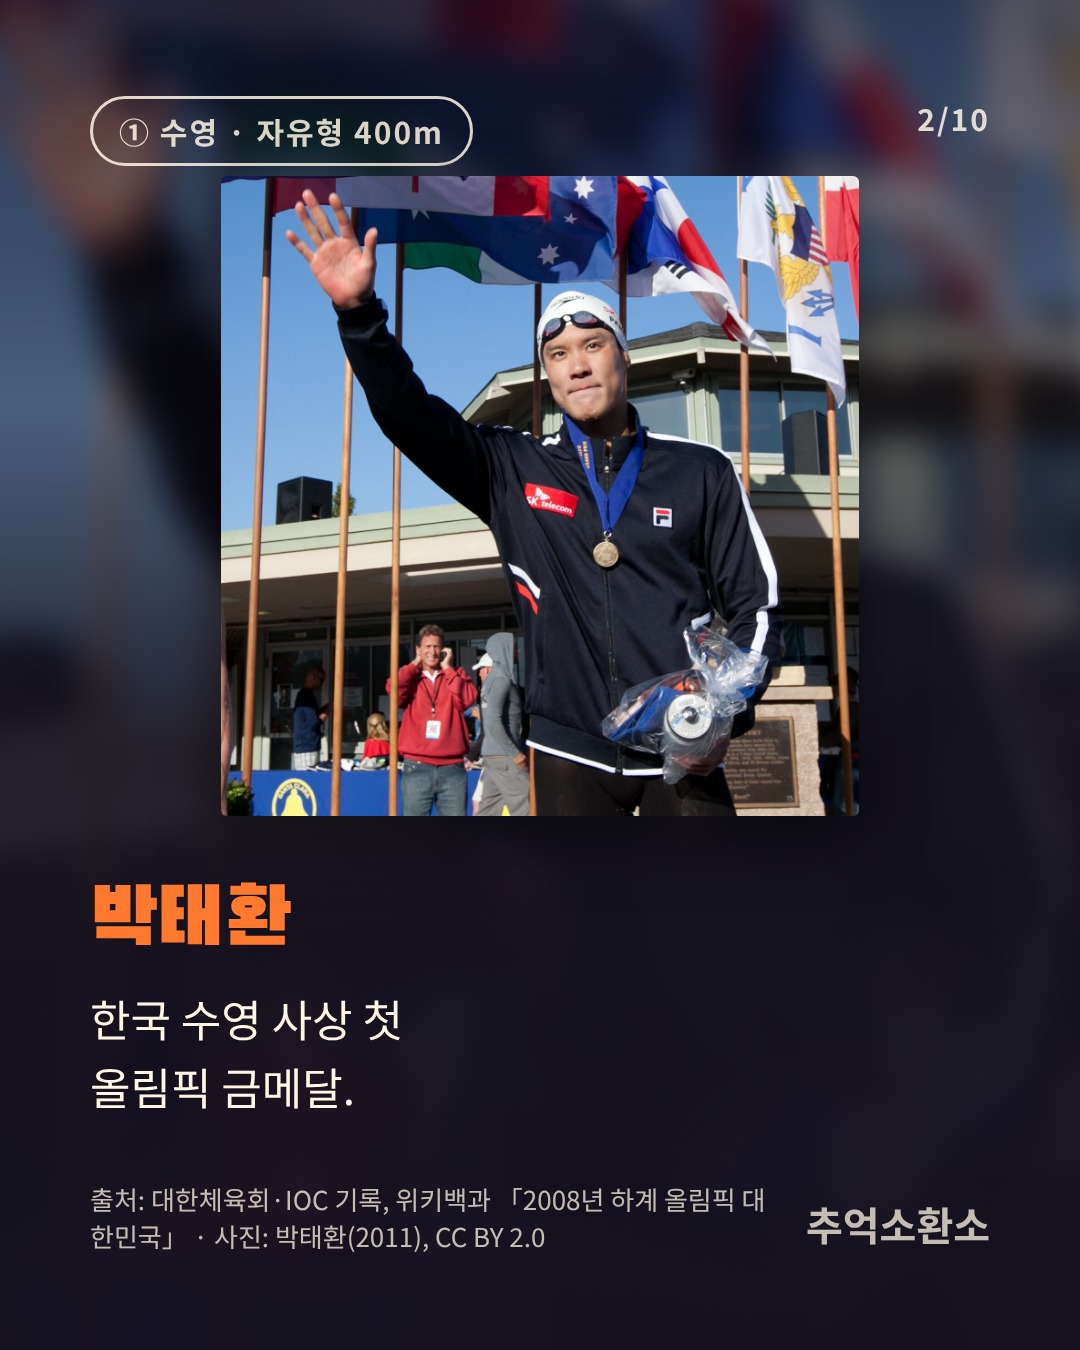 ① 수영 · 자유형 400m
2/10
SK telecom
박태환
한국 수영 사상 첫
올림픽 금메달.
출처: 대한체육회·IOC 기록, 위키백과 「2008년 하계 올림픽 대
한민국」 · 사진: 박태환(2011), CC BY 2.0
추억소환소